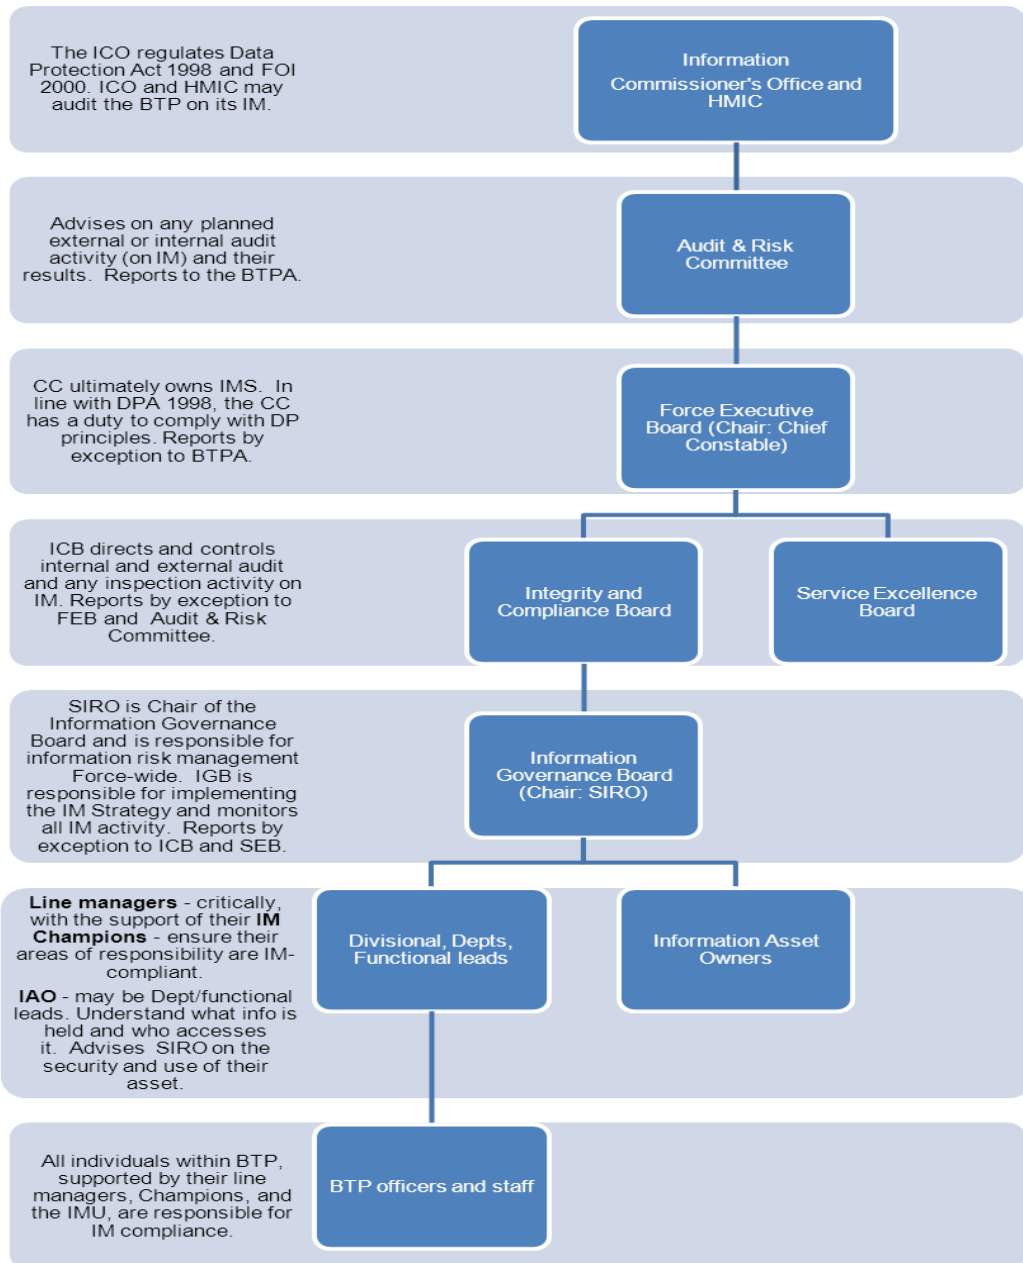 The ICO regulates Data
Protection Act 1998 and FOI
2000. ICO and HMIC may
audit the BTP on its IM.
Information
Commissioner's Office and
HMIC
Advises on any planned
external or internal audit
activity (on IM) and their
results. Reports to the BTPA.
Audit & Risk
Committee
CC ultimately owns IMS. In
line with DPA 1998, the CC
has a duty to comply with DP
principles. Reports by
exception to BTPA.
Force Executive
Board (Chair: Chief
Constable)
ICB directs and controls
internal and external audit
and any inspection activity on
IM. Reports by exception to
FEB and Audit & Risk
Committee.
Integrity and
Compliance Board
Service Excellence
Board
SIRO is Chair of the
Information Governance
Board and is responsible for
information risk management
Force-wide. IGB is
responsible for implementing
the IM Strategy and monitors
all IM activity. Reports by
exception to ICB and SEB.
Information
Governance Board
(Chair: SIRO)
Line managers - critically,
with the support of their IM
Champions - ensure their
areas of responsibility are IM-
compliant.
IAO - may be Dept/functional
leads. Understand what info is
held and who accesses
it. Advises SIRO on the
security and use of their
asset.
Divisional, Depts,
Functional leads
Information Asset
Owners
All individuals within BTP,
supported by their line
managers, Champions, and
the IMU, are responsible for
IM compliance.
BTP officers and staff